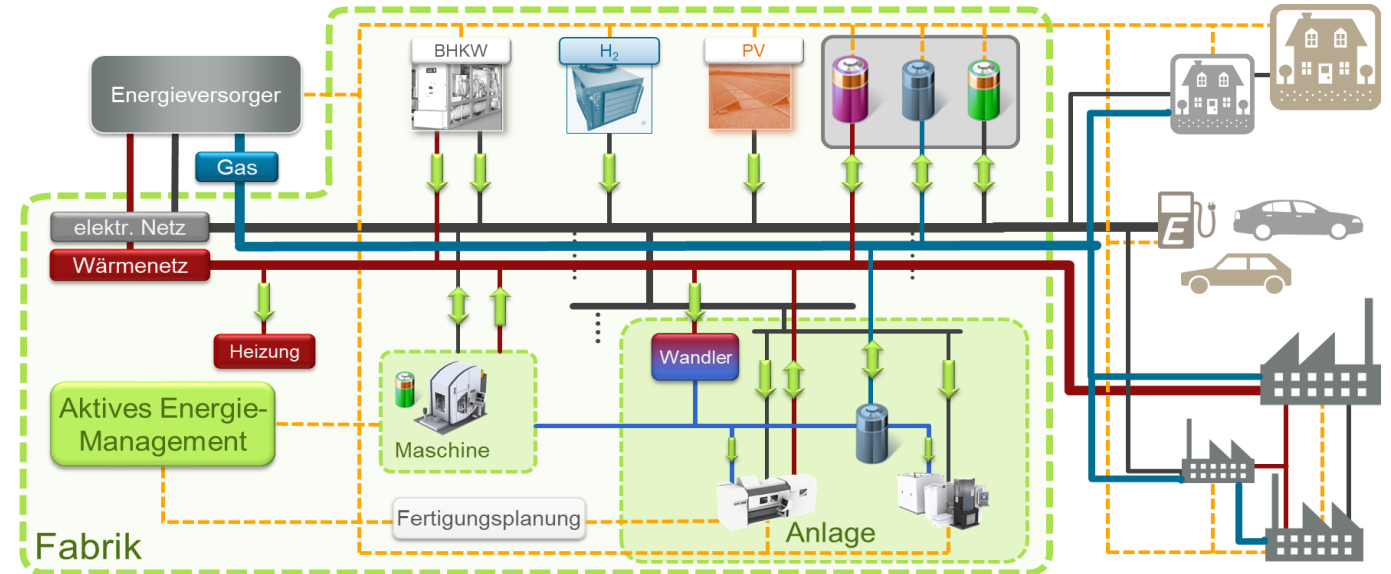 BHKW
H₂
PV
Energieversorger
*
Gas
elektr. Netz
Wärmenetz
E
Heizung
Wandler
Aktives Energie-
Management
Maschine
Fertigungsplanung
Anlage
Fabrik